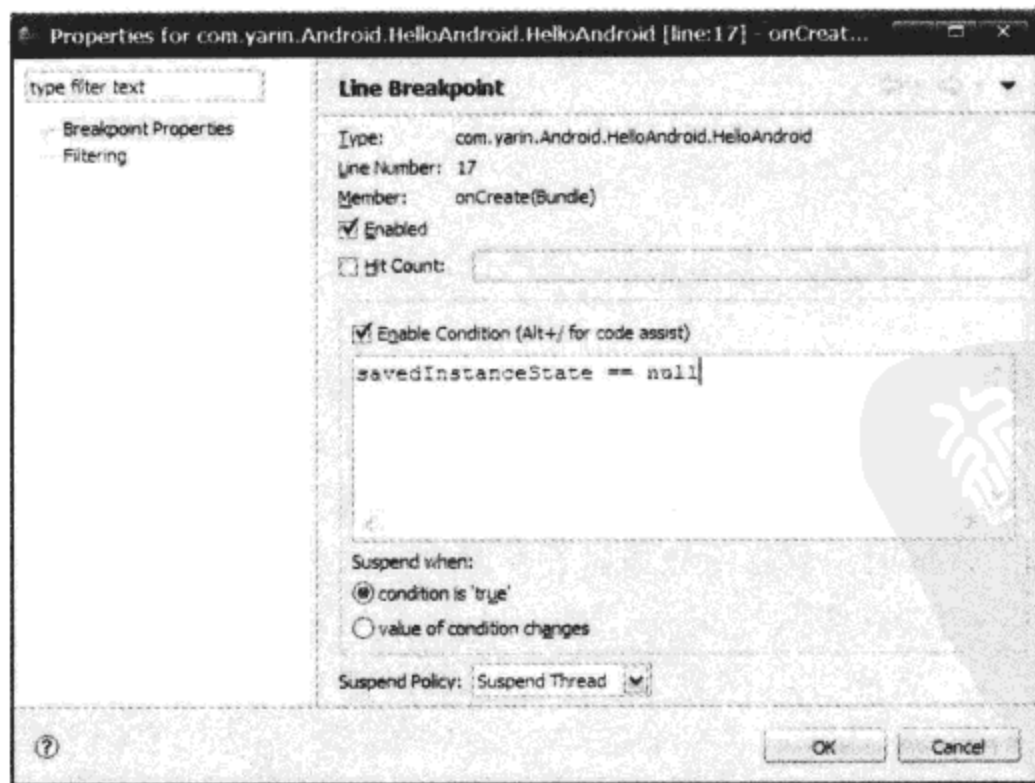 Properties for com.yarin.Android.HelloAndroid.HelloAndroid [line:17] - onCreat...
type filter text
Breakpoint Properties
Filtering
Line Breakpoint
Type: com.yarin.Android.HelloAndroid.HelloAndroid
Line Number: 17
Member: onCreate(Bundle)
Enabled
Hit Count:
Enable Condition (Alt+/ for code assist)
savedInstanceState == null
Suspend when:
condition is 'true'
value of condition changes
Suspend Policy: Suspend Thread
OK Cancel